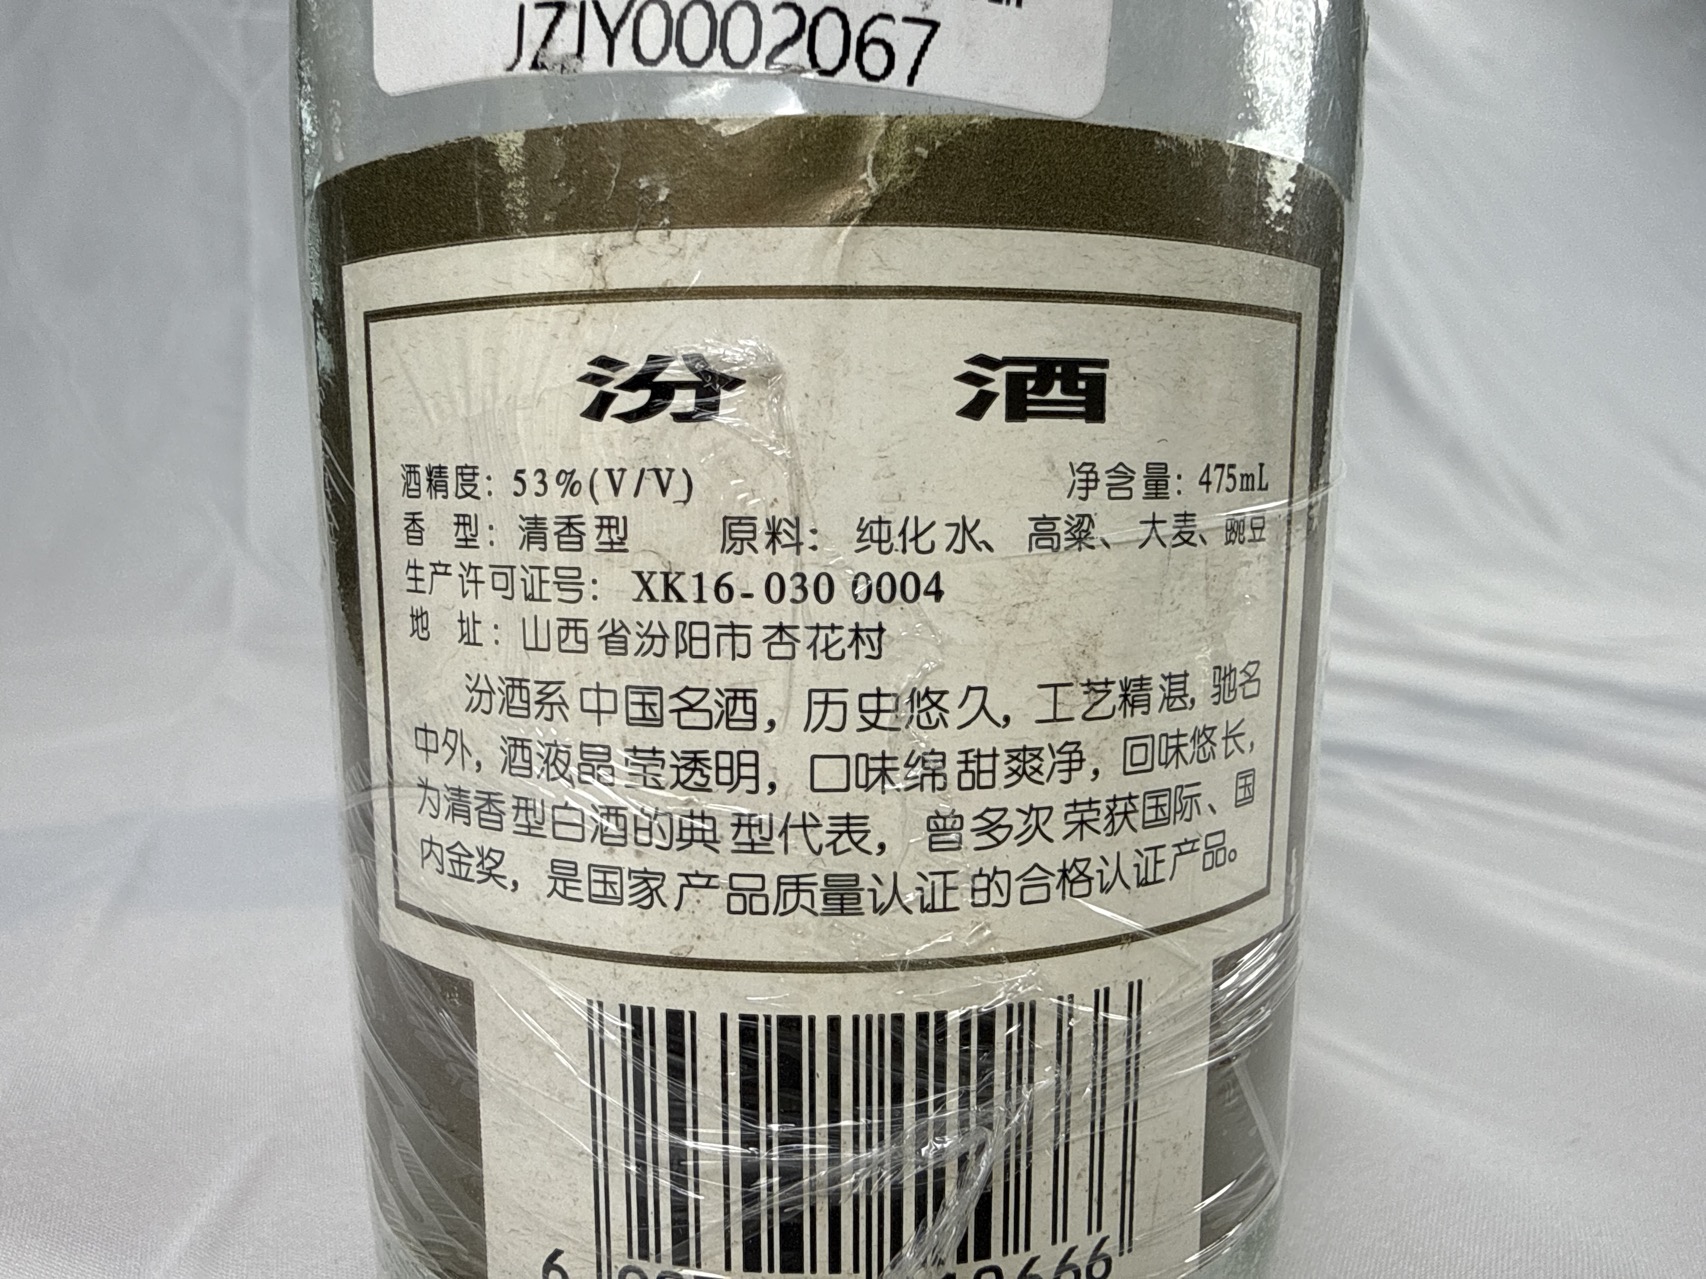 JZJY0002067
汾 酒
酒精度：53%(V/V) 净含量：475mL
香 型：清香型 原料：纯化水、高粱、大麦、豌豆
生产许可证号：XK16-030 0004
地 址：山西省汾阳市杏花村
汾酒系中国名酒，历史悠久，工艺精湛，驰名
中外，酒液晶莹透明，口味绵甜爽净，回味悠长，
为清香型白酒的典型代表，曾多次荣获国际、国
内金奖，是国家产品质量认证的合格认证产品。